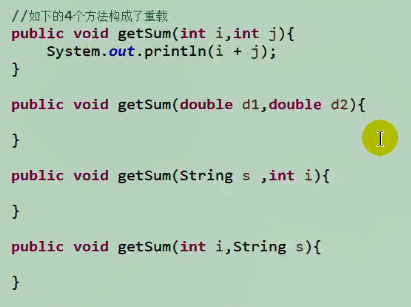 //如下的4个方法构成了重载
public void getSum(int i,int j){
    System.out.println(i + j);
}
public void getSum(double d1,double d2){
}
public void getSum(String s ,int i){
}
public void getSum(int i,String s){
}